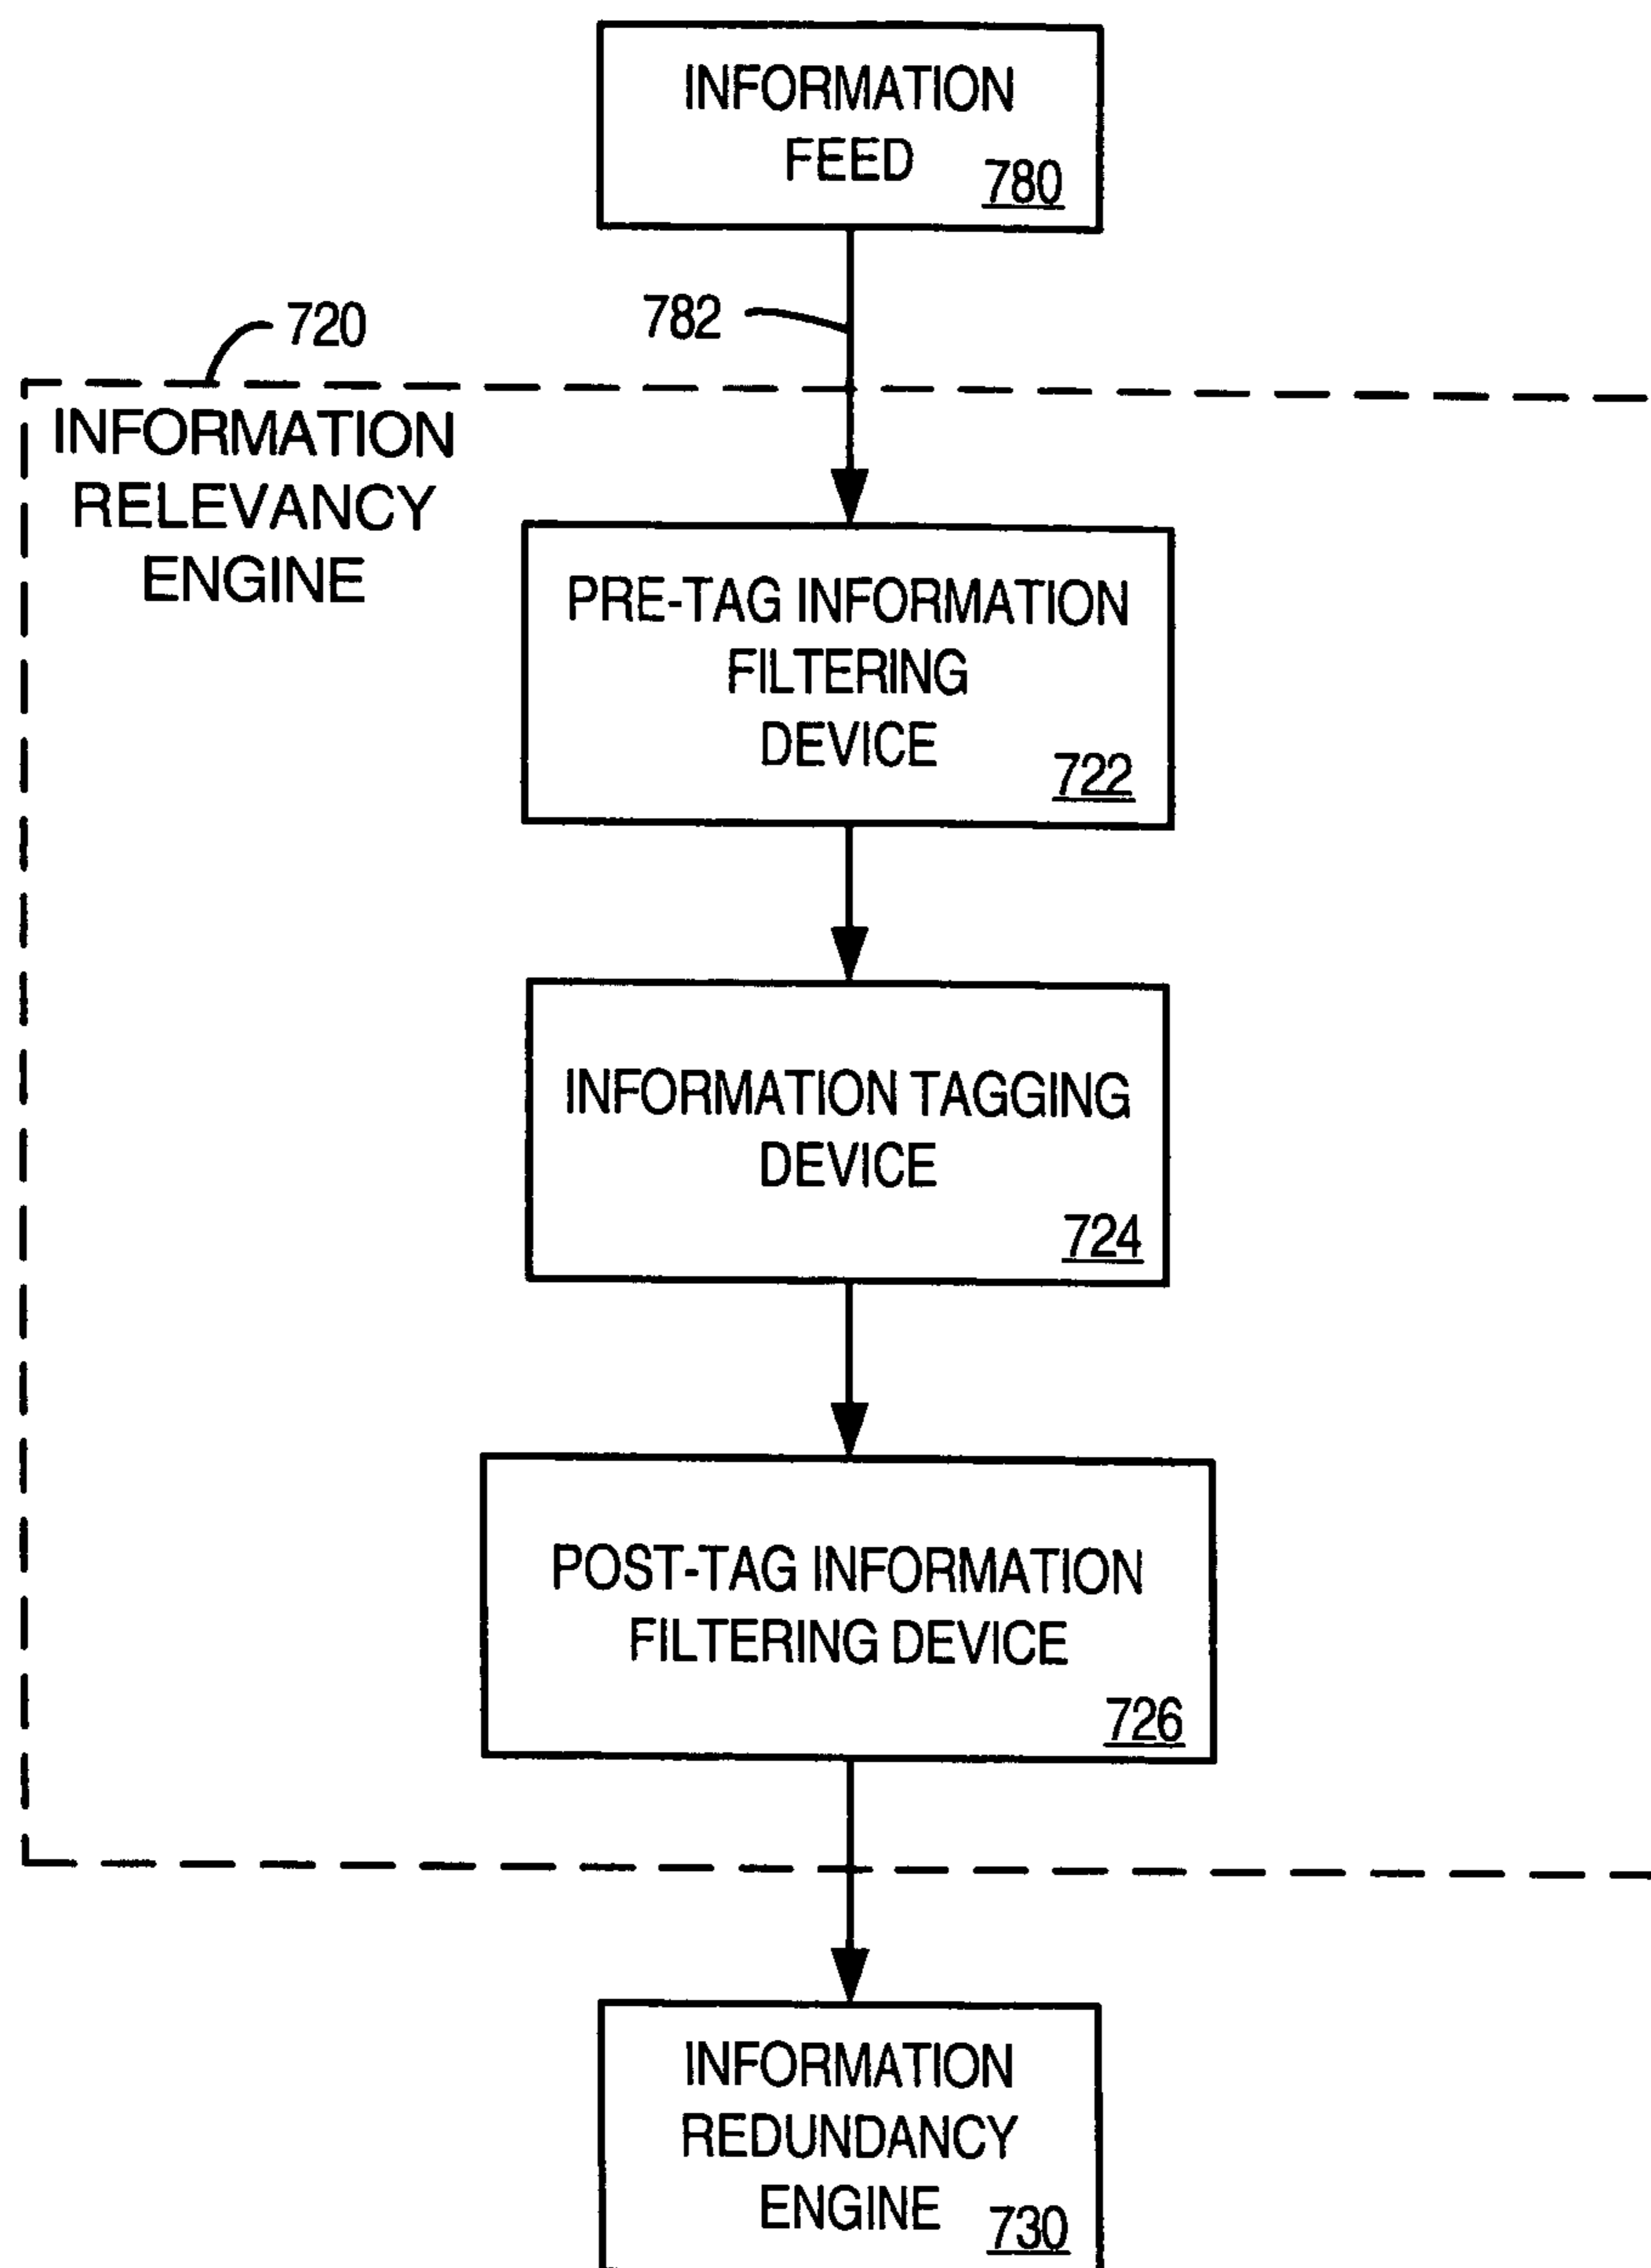 INFORMATION
FEED
780
720
782
INFORMATION
RELEVANCY
ENGINE
PRE-TAG INFORMATION
FILTERING
DEVICE
722
INFORMATION TAGGING
DEVICE
724
POST-TAG INFORMATION
FILTERING DEVICE
726
INFORMATION
REDUNDANCY
ENGINE
730